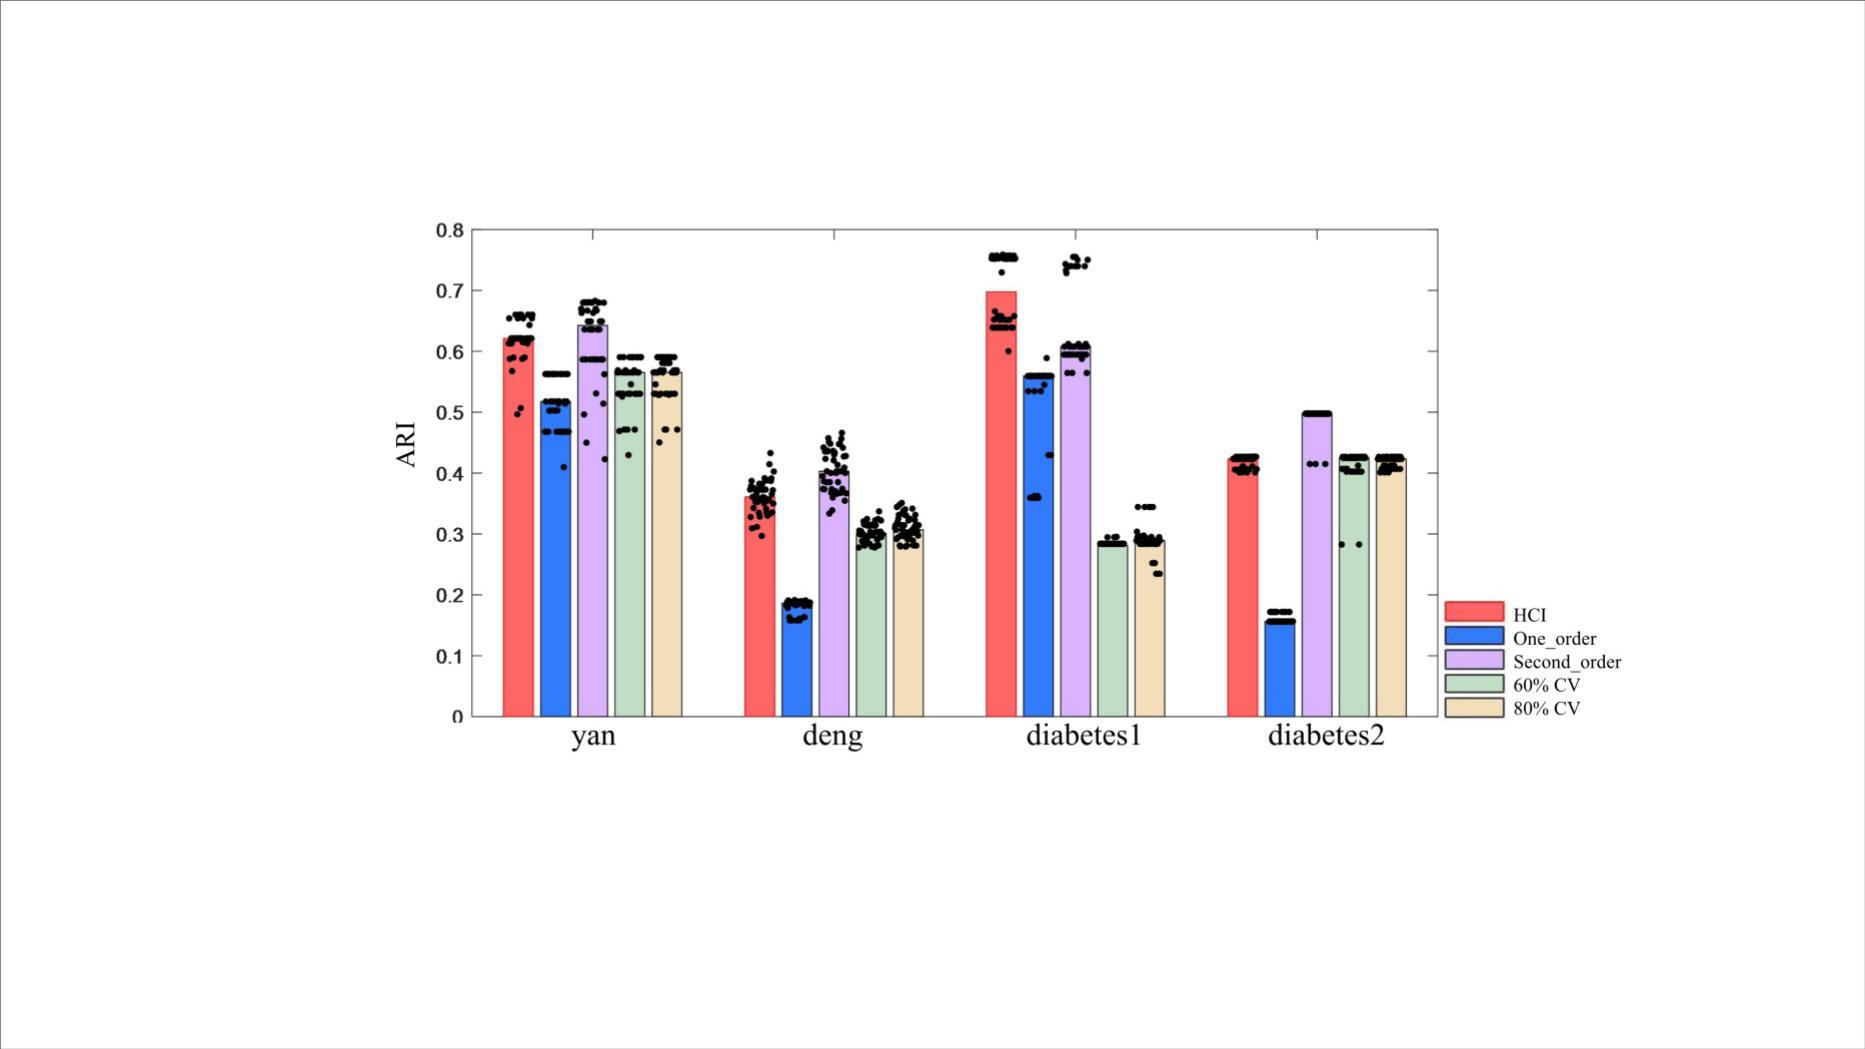 0.8
0.7
0.6
0.5
0.4
0.3
0.2
0.1
0
ARI
yan deng diabetes1 diabetes2
HCI
One_order
Second_order
60% CV
80% CV